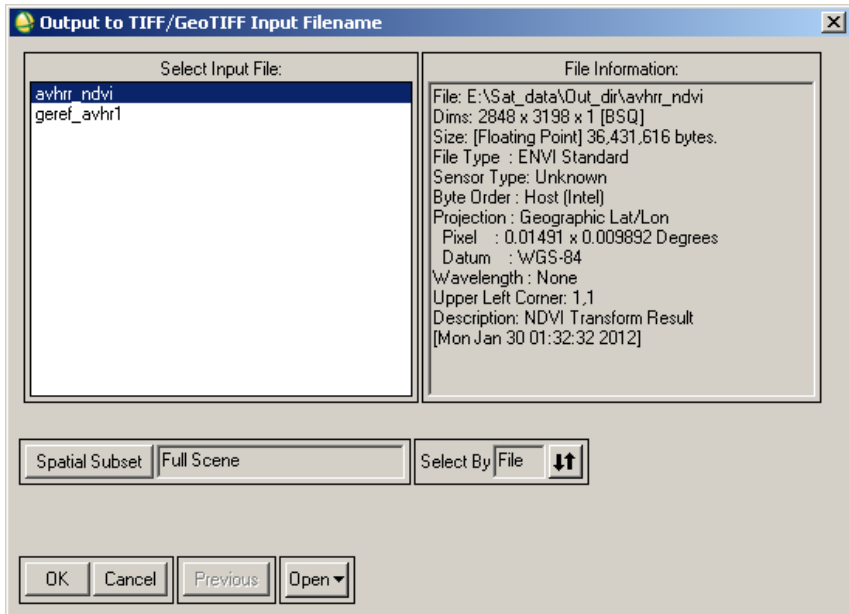 Output to TIFF/GeoTIFF Input Filename
Select Input File:
avhrr_ndvi
geref_avhr1
File Information:
File: E:\Sat_data\Out_dir\avhrr_ndvi
Dims: 2848 x 3198 x 1 [BSQ]
Size: [Floating Point] 36,431,616 bytes.
File Type : ENVI Standard
Sensor Type: Unknown
Byte Order : Host (Intel)
Projection : Geographic Lat/Lon
Pixel : 0.01491 x 0.009892 Degrees
Datum : WGS-84
Wavelength : None
Upper Left Corner: 1,1
Description: NDVI Transform Result
[Mon Jan 30 01:32:32 2012]
Spatial Subset Full Scene
Select By File
OK Cancel Previous Open